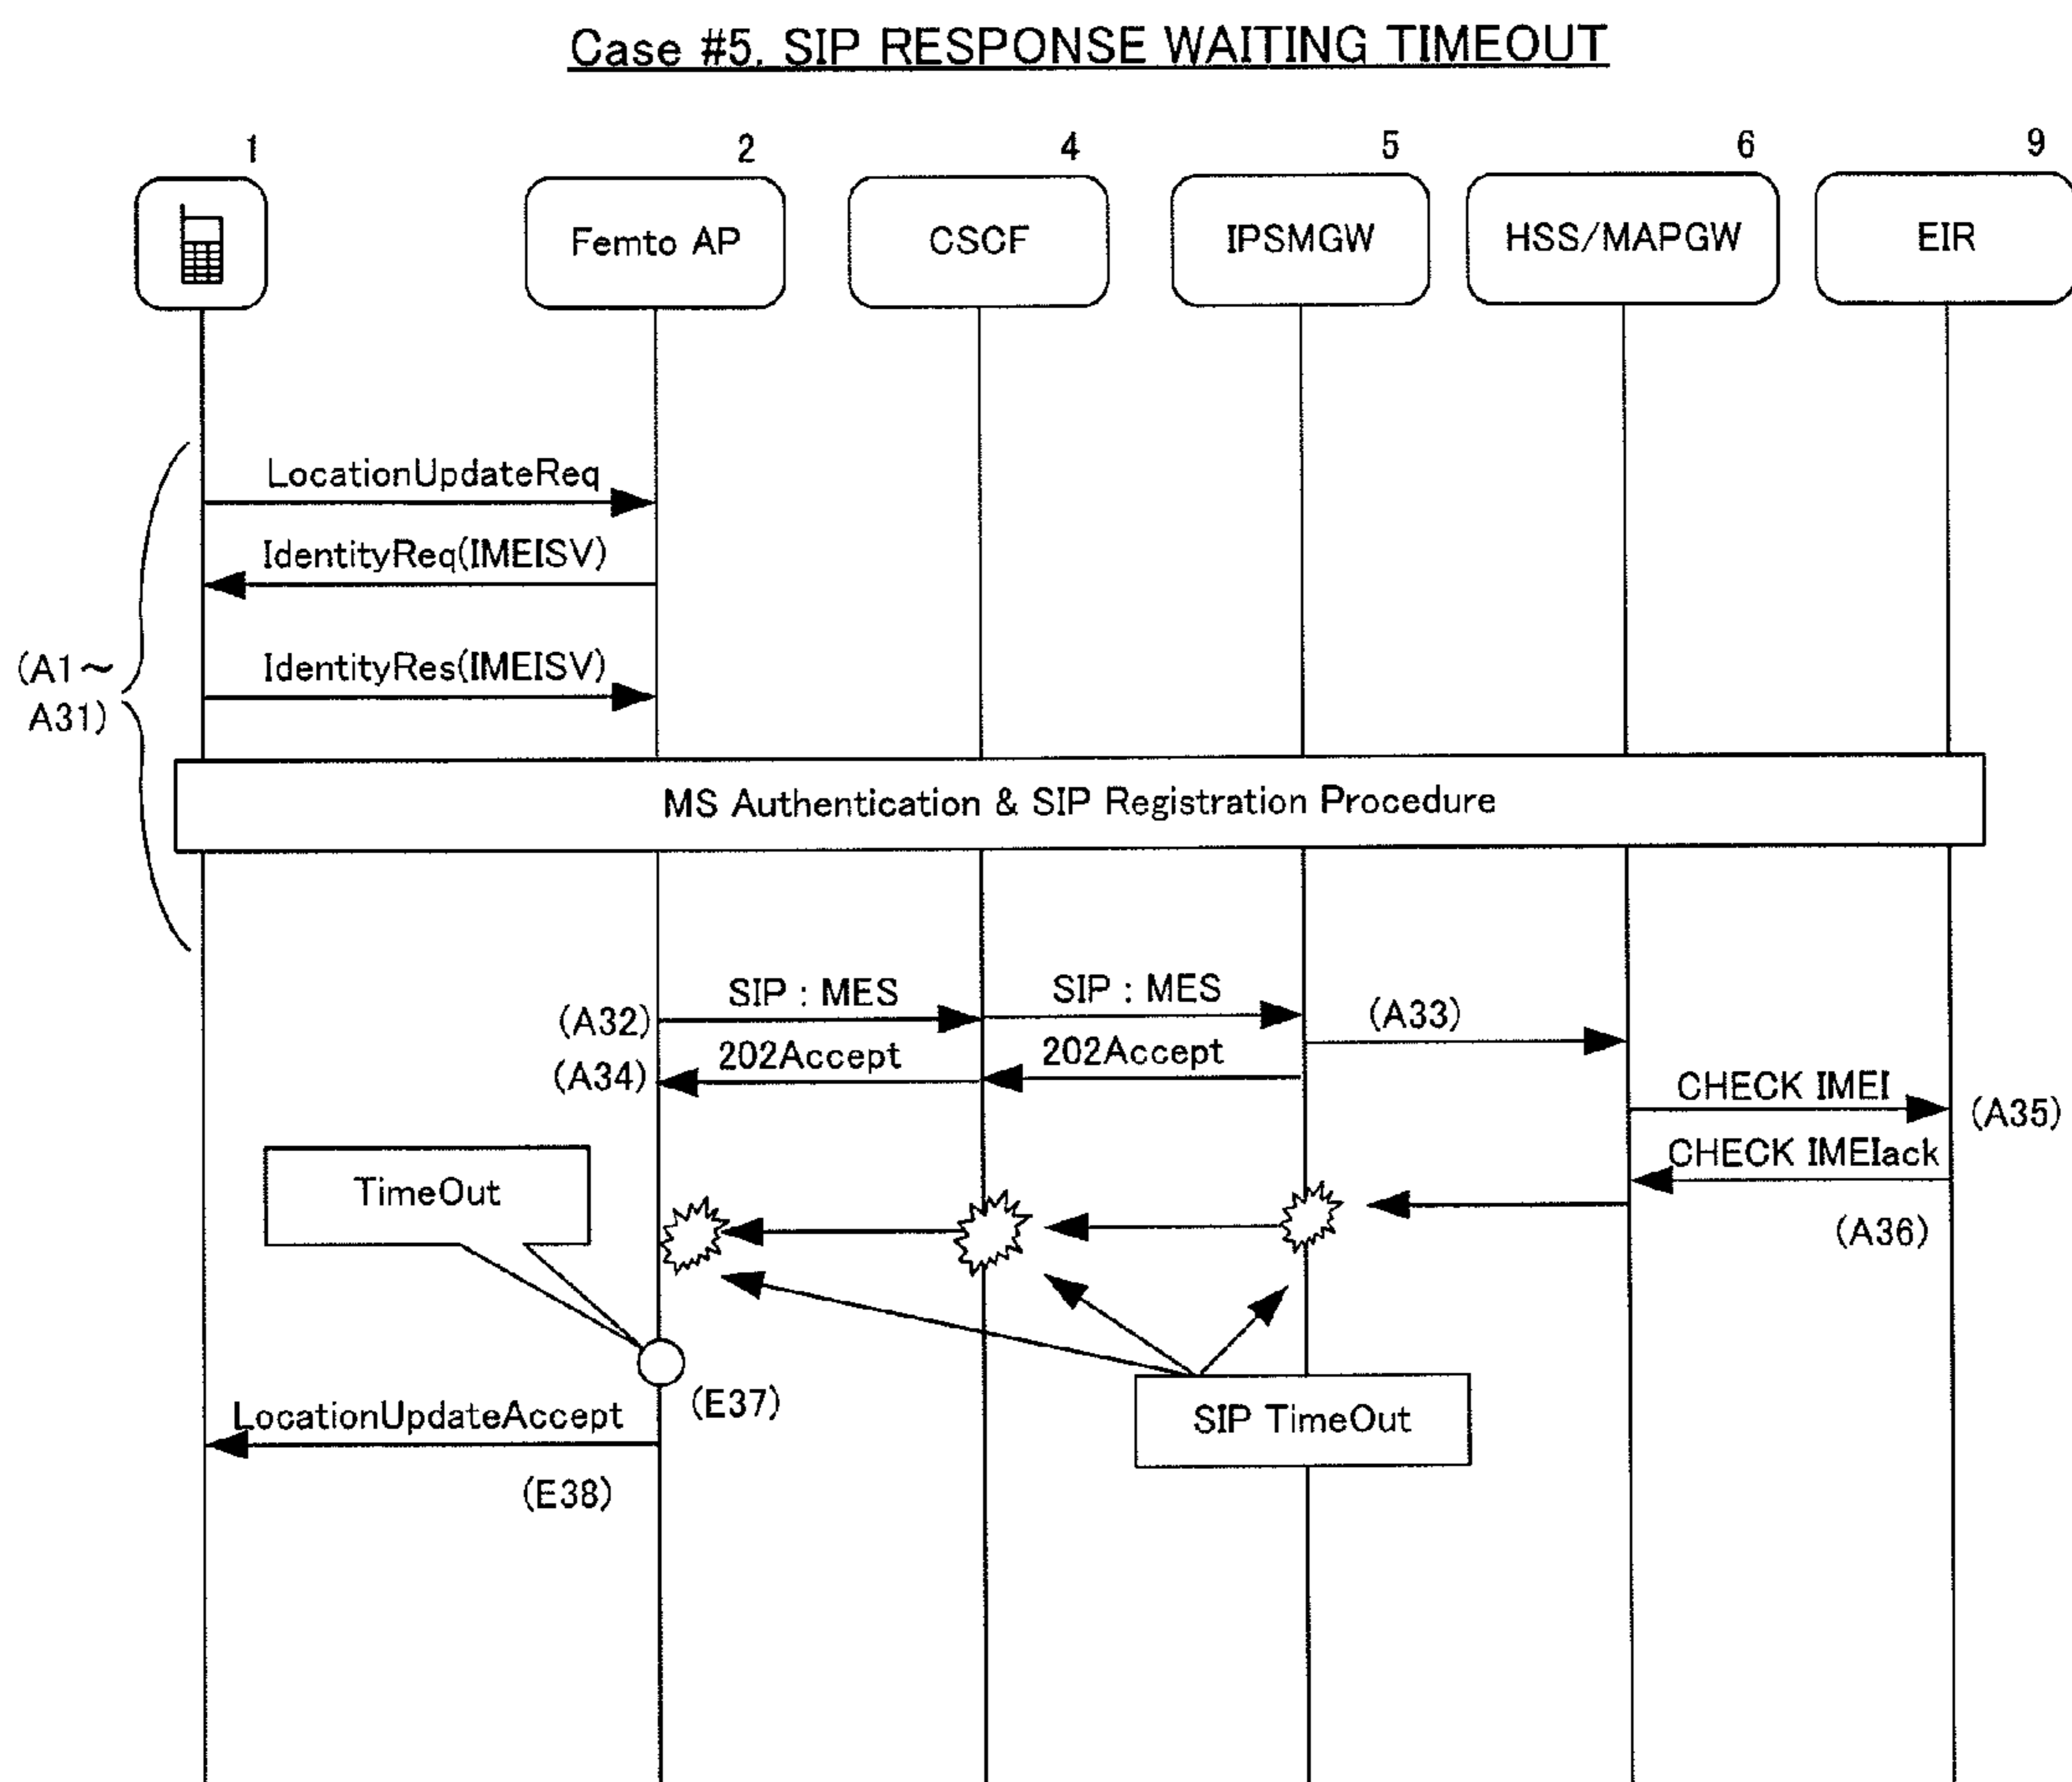 Case #5. SIP RESPONSE WAITING TIMEOUT
1 2 4 5 6 9
Femto AP CSCF IPSMGW HSS/MAPGW EIR
LocationUpdateReq
IdentityReq(IMEISV)
(A1～
A31)
IdentityRes(IMEISV)
MS Authentication & SIP Registration Procedure
(A32) SIP : MES SIP : MES (A33)
(A34) 202Accept 202Accept
CHECK IMEI (A35)
CHECK IMEIack
(A36)
TimeOut
(E37)
SIP TimeOut
LocationUpdateAccept
(E38)